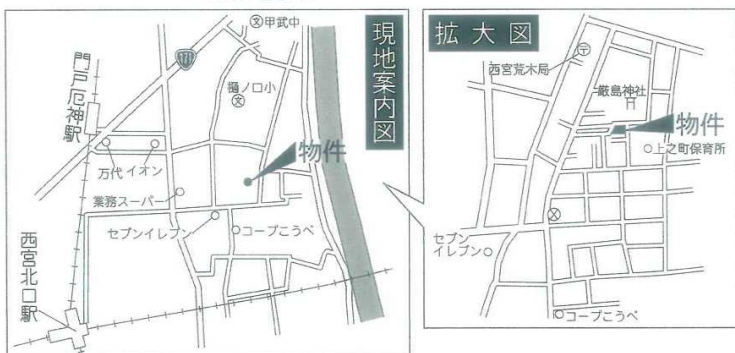 現地案内図
文甲武中
171
門戸厄神駅
樋ノ口小
文
物件
万代
イオン
業務スーパー
セブンイレブン
コープこうべ
西宮北口駅
拡大図
〒
西宮荒木局
厳島神社
物件
上之町保育所
セブン
イレブン
コープこうべ